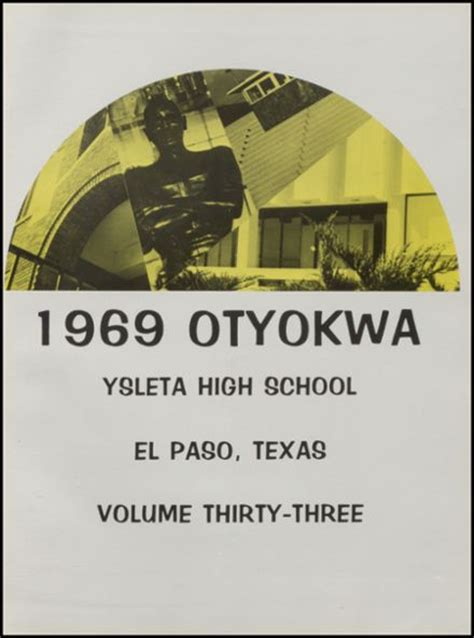 1969 OTYOKWA
YSLETA HIGH SCHOOL
EL PASO, TEXAS
VOLUME THIRTY-THREE